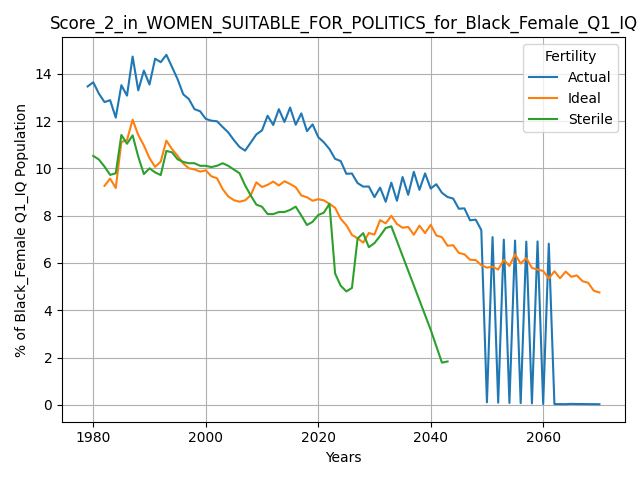 Score_2_in_WOMEN_SUITABLE_FOR_POLITICS_for_Black_Female_Q1_IQ
Fertility
Actual
Ideal
Sterile
% of Black_Female Q1_IQ Population
14
12
10
8
6
4
2
0
1980 2000 2020 2040 2060
Years